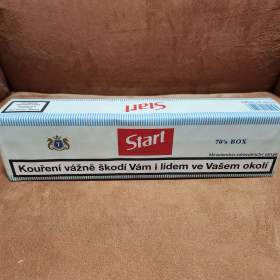 Start
Start
70's BOX
Kouření vážně škodí Vám i lidem ve Vašem okolí